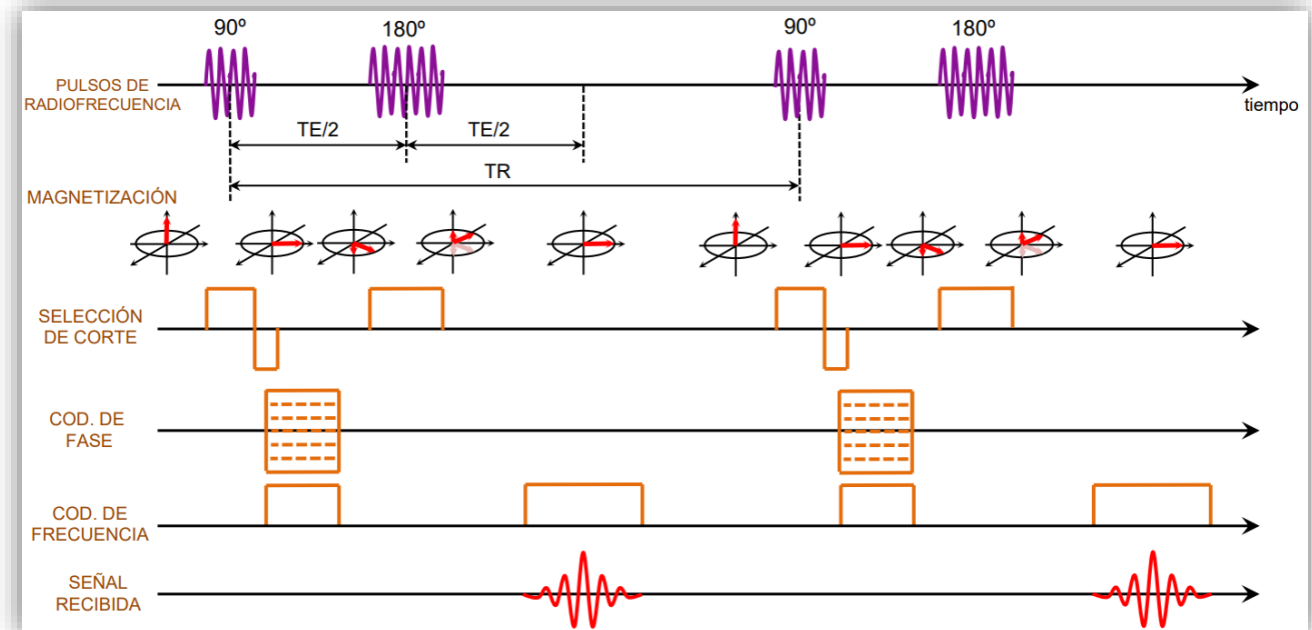 90º
180º
90º
180º
PULSOS DE
RADIOFRECUENCIA
tiempo
TE/2
TE/2
TR
MAGNETIZACIÓN
SELECCIÓN
DE CORTE
COD. DE
FASE
COD. DE
FRECUENCIA
SEÑAL
RECIBIDA